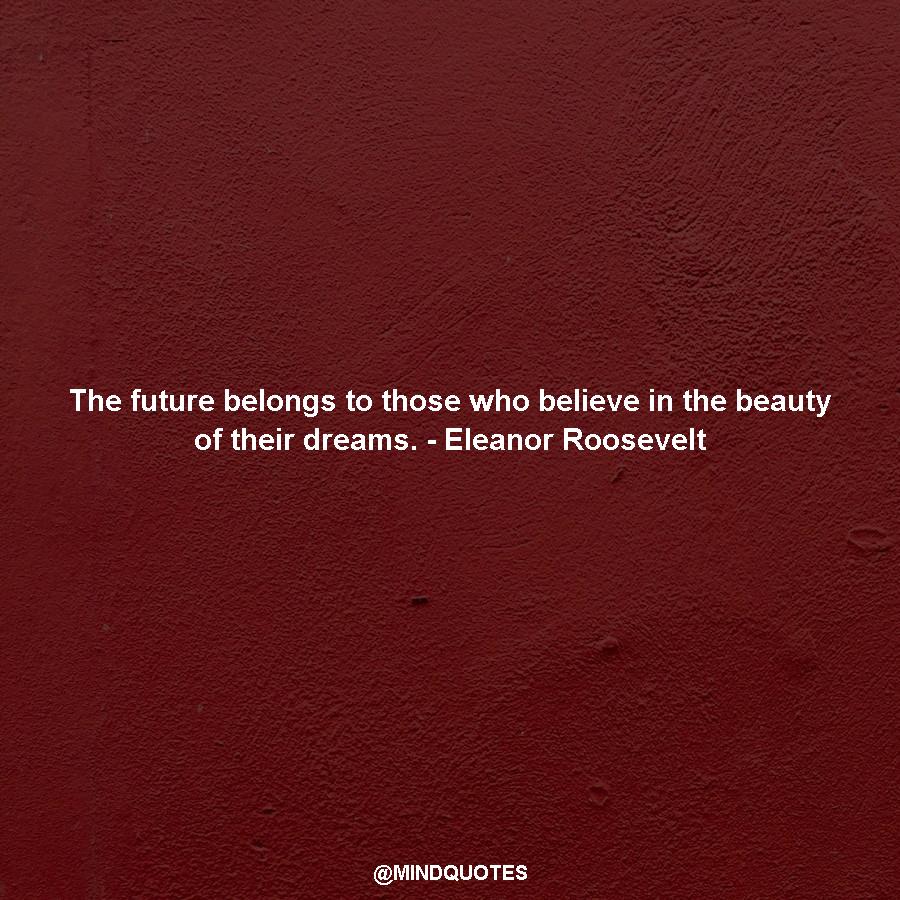 The future belongs to those who believe in the beauty
of their dreams. - Eleanor Roosevelt
@MINDQUOTES